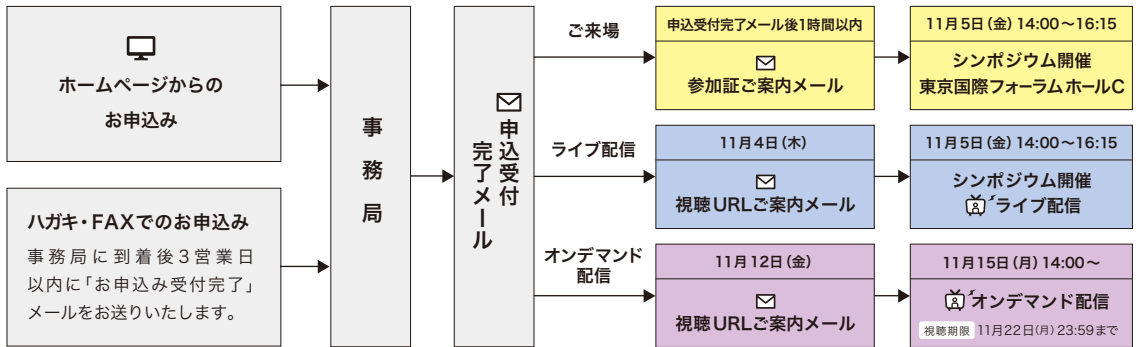 ホームページからの
お申込み
ハガキ・FAXでのお申込み
事務局に到着後3営業日
以内に「お申込み受付完了」
メールをお送りいたします。
事務局
申込受付
完了メール
ご来場
申込受付完了メール後1時間以内
参加証ご案内メール
11月5日(金)14:00〜16:15
シンポジウム開催
東京国際フォーラムホールC
ライブ配信
11月4日(木)
視聴URLご案内メール
11月5日(金)14:00〜16:15
シンポジウム開催
ライブ配信
オンデマンド
配信
11月12日(金)
視聴URLご案内メール
11月15日(月)14:00〜
オンデマンド配信
視聴期限 11月22日(月)23:59まで